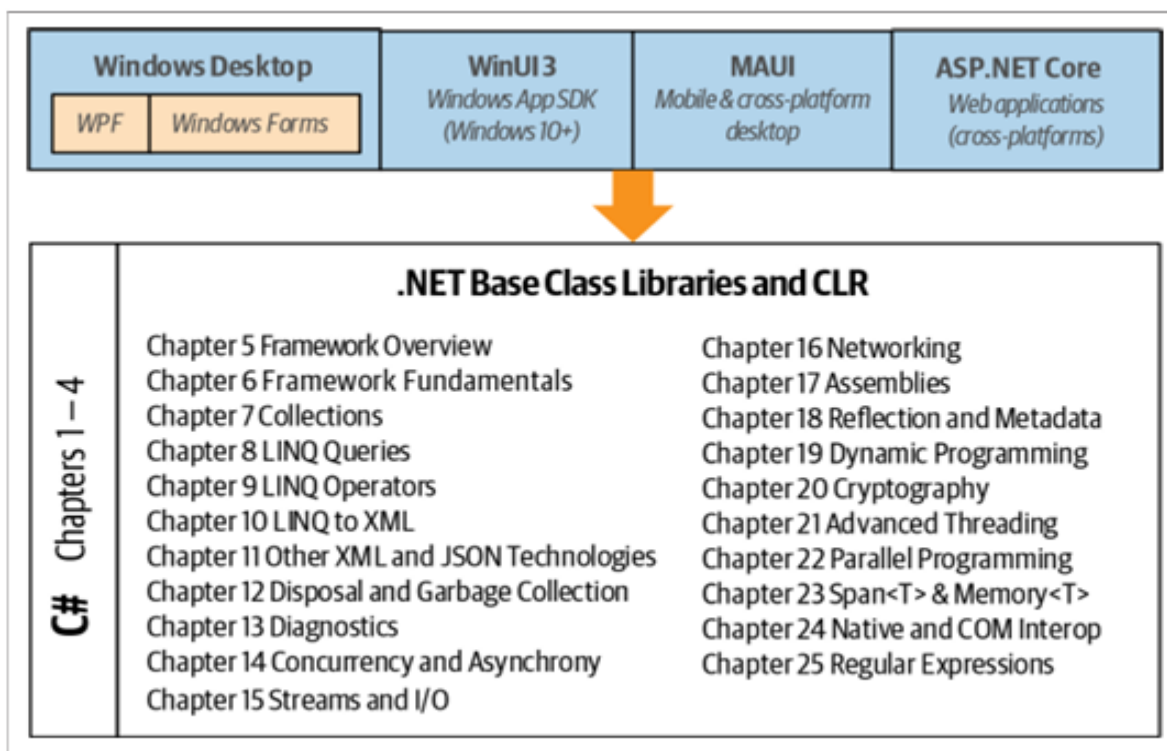 Windows Desktop
WPF
Windows Forms
WinUI 3
Windows App SDK
(Windows 10+)
MAUI
Mobile & cross-platform
desktop
ASP.NET Core
Web applications
(cross-platforms)
C# Chapters 1 – 4
.NET Base Class Libraries and CLR
Chapter 5 Framework Overview
Chapter 6 Framework Fundamentals
Chapter 7 Collections
Chapter 8 LINQ Queries
Chapter 9 LINQ Operators
Chapter 10 LINQ to XML
Chapter 11 Other XML and JSON Technologies
Chapter 12 Disposal and Garbage Collection
Chapter 13 Diagnostics
Chapter 14 Concurrency and Asynchrony
Chapter 15 Streams and I/O
Chapter 16 Networking
Chapter 17 Assemblies
Chapter 18 Reflection and Metadata
Chapter 19 Dynamic Programming
Chapter 20 Cryptography
Chapter 21 Advanced Threading
Chapter 22 Parallel Programming
Chapter 23 Span<T> & Memory<T>
Chapter 24 Native and COM Interop
Chapter 25 Regular Expressions